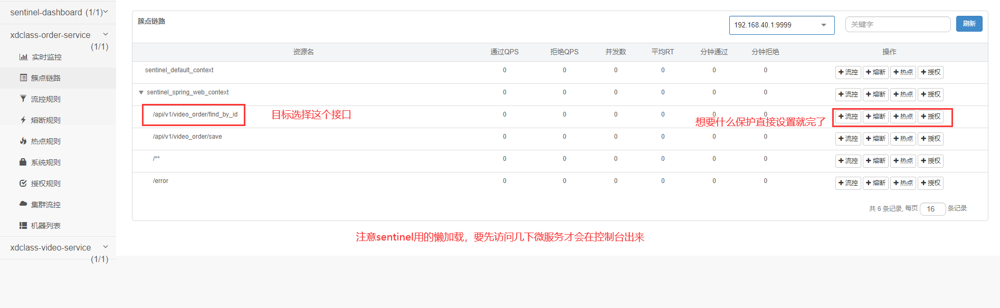 sentinel-dashboard (1/1)
xdclass-order-service
(1/1)
实时监控
簇点链路
流控规则
熔断规则
热点规则
系统规则
授权规则
集群流控
机器列表
xdclass-video-service
(1/1)
簇点链路
192.168.40.1:9999
关键字
刷新
资源名 通过QPS 拒绝QPS 并发数 平均RT 分钟通过 分钟拒绝 操作
sentinel_default_context 0 0 0 0 0 0 流控 熔断 热点 授权
sentinel_spring_web_context 0 0 0 0 0 0 流控 熔断 热点 授权
/api/v1/video_order/find_by_id 目标选择这个接口 0 0 0 0 0 0 流控 熔断 热点 授权
想要什么保护直接设置就完了
/api/v1/video_order/save 0 0 0 0 0 0 流控 熔断 热点 授权
/** 0 0 0 0 0 0 流控 熔断 热点 授权
/error 0 0 0 0 0 0 流控 熔断 热点 授权
共 6 条记录, 每页 16 条记录
注意sentinel用的懒加载，要先访问几下微服务才会在控制台出来